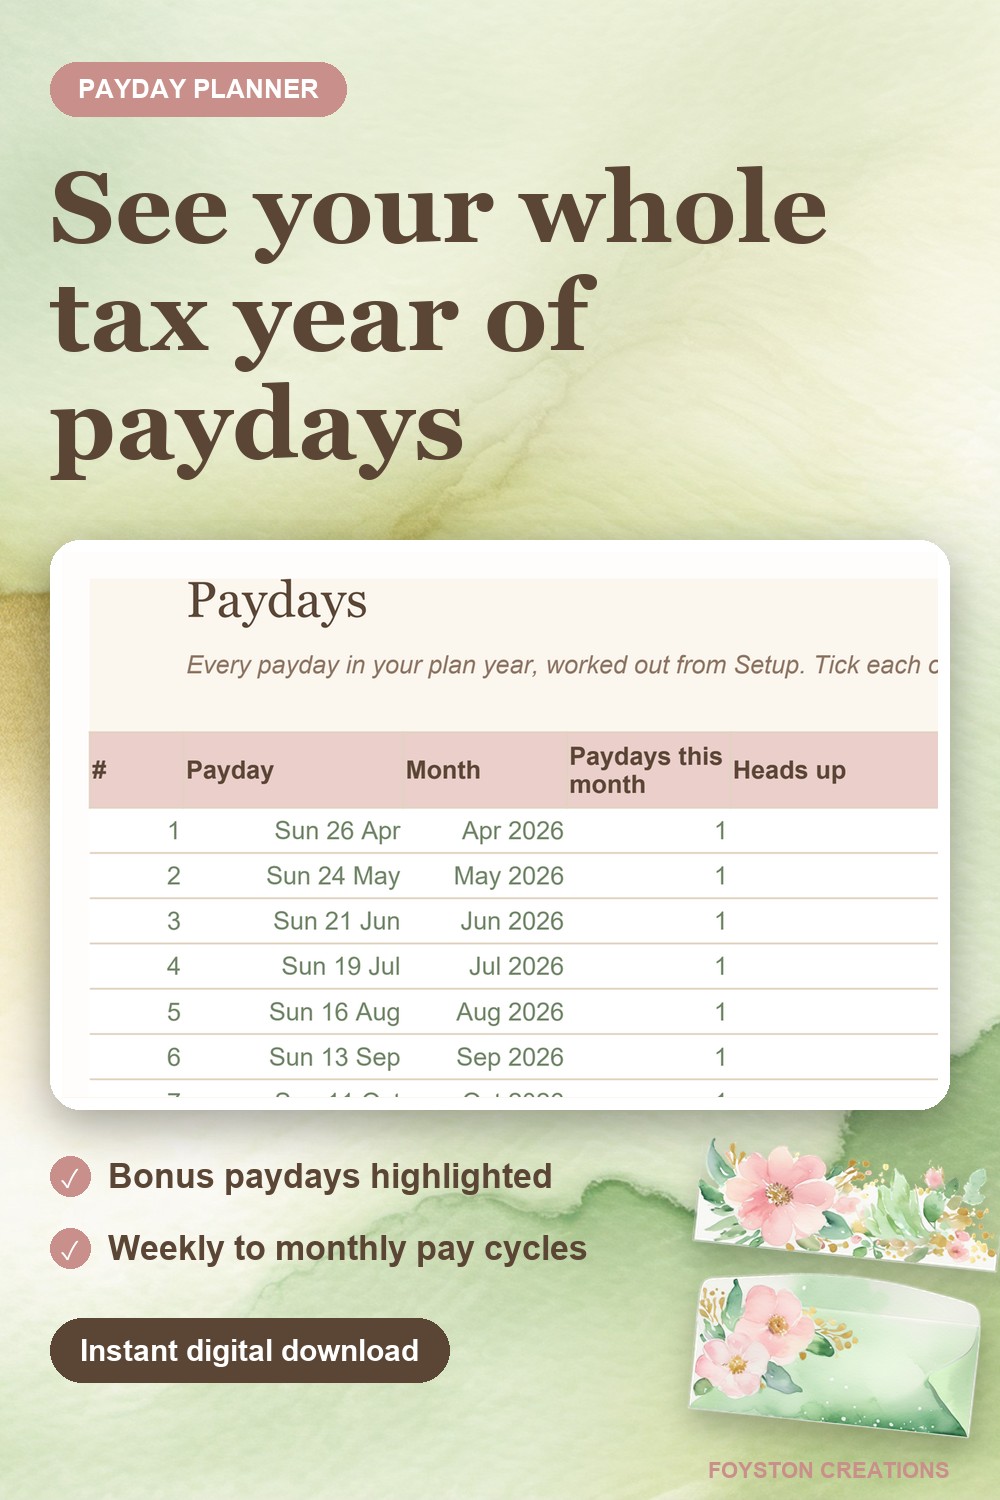 PAYDAY PLANNER
See your whole
tax year of
paydays
Paydays
Every payday in your plan year, worked out from Setup. Tick each
# Payday Month Paydays this month Heads up
1 Sun 26 Apr Apr 2026 1
2 Sun 24 May May 2026 1
3 Sun 21 Jun Jun 2026 1
4 Sun 19 Jul Jul 2026 1
5 Sun 16 Aug Aug 2026 1
6 Sun 13 Sep Sep 2026 1
✓ Bonus paydays highlighted
✓ Weekly to monthly pay cycles
Instant digital download
FOYSTON CREATIONS